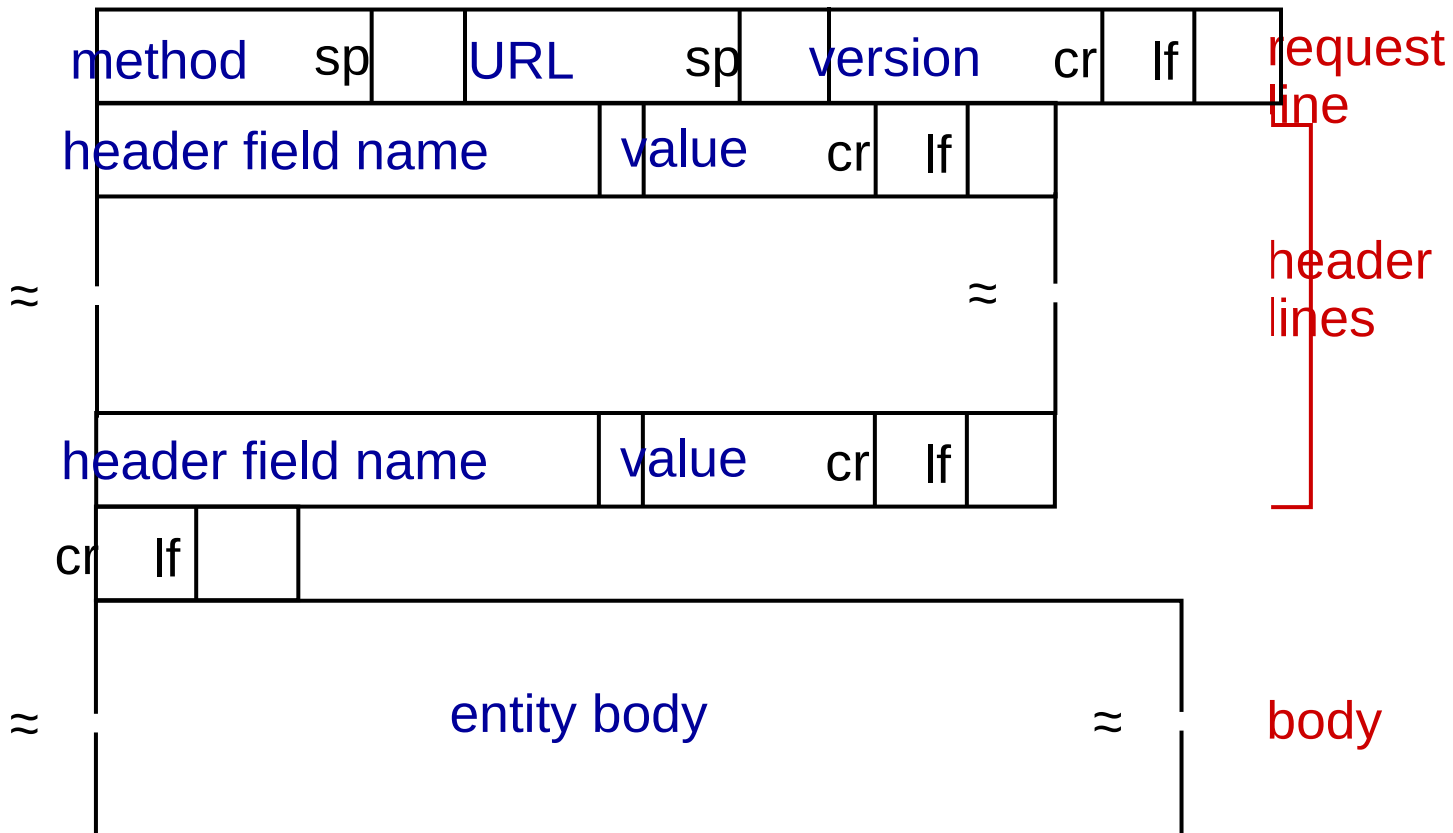 method sp URL sp version cr lf
request
line
header field name value cr lf
header
lines
≈ ≈
header field name value cr lf
cr lf
≈ entity body ≈
body